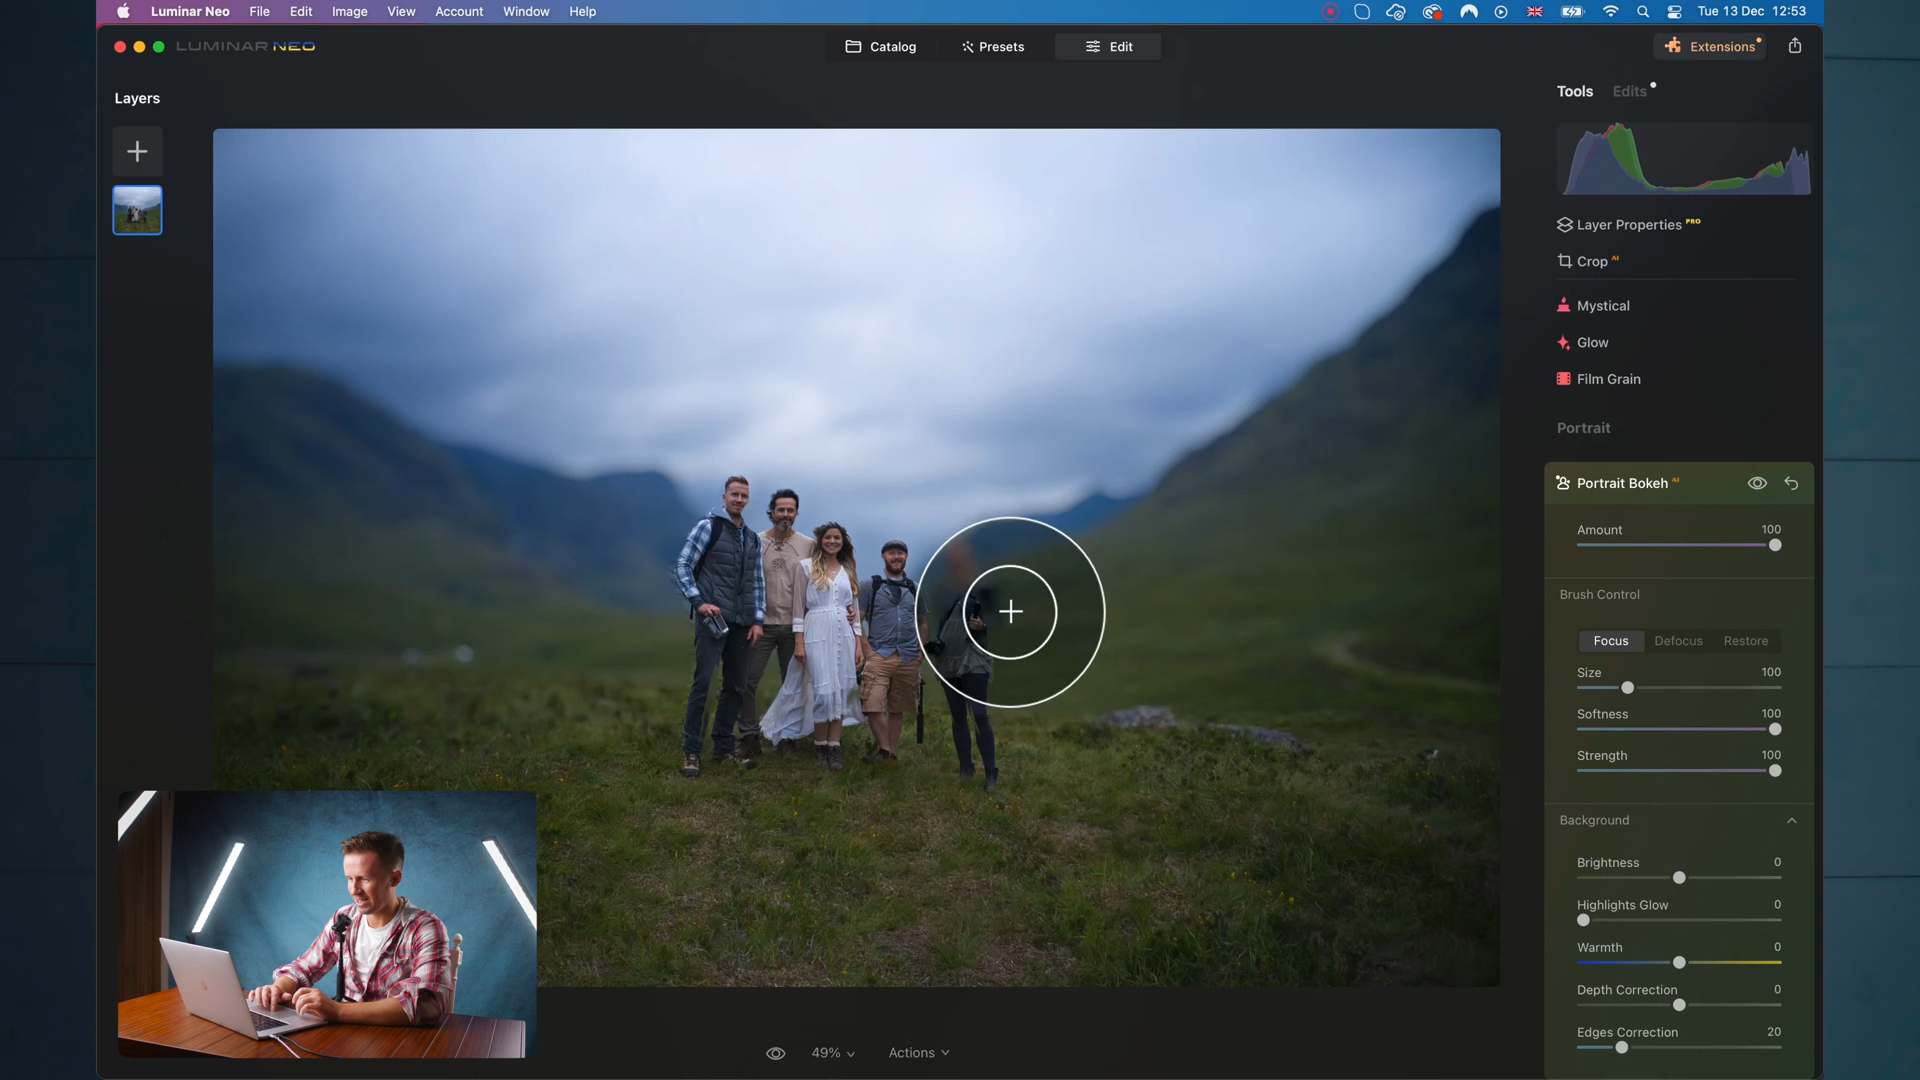 Luminar Neo File Edit Image View Account Window Help Tue 13 Dec 12:53
LUMINAR NEO Catalog Presets Edit Extensions
Layers
Tools Edits
Layer Properties PRO
Crop AI
Mystical
Glow
Film Grain
Portrait
Portrait Bokeh AI
Amount 100
Brush Control
Focus Defocus Restore
Size 100
Softness 100
Strength 100
Background
Brightness 0
Highlights Glow 0
Warmth 0
Depth Correction 0
Edges Correction 20
49% Actions